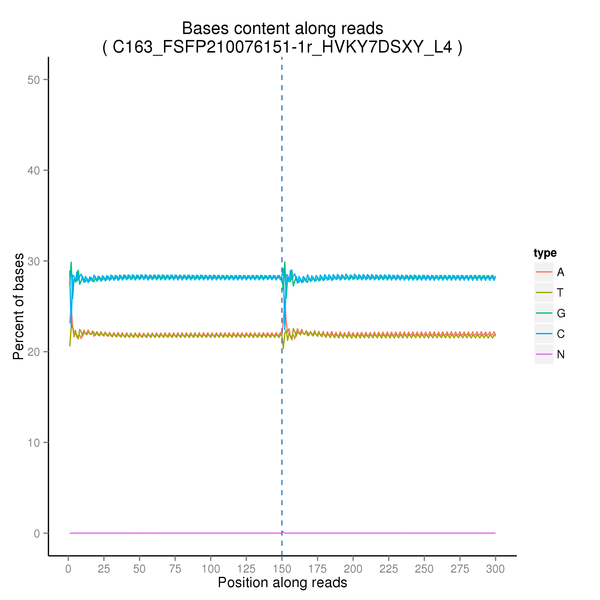 Bases content along reads
( C163_FSFP210076151-1r_HVKY7DSXY_L4 )
50
40
30
20
10
0
Percent of bases
type
A
T
G
C
N
0 25 50 75 100 125 150 175 200 225 250 275 300
Position along reads